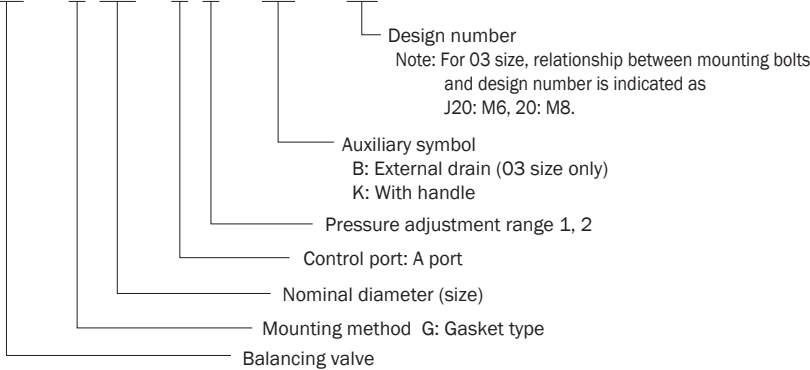 Design number
Note: For 03 size, relationship between mounting bolts
and design number is indicated as
J20: M6, 20: M8.
Auxiliary symbol
B: External drain (03 size only)
K: With handle
Pressure adjustment range 1, 2
Control port: A port
Nominal diameter (size)
Mounting method  G: Gasket type
Balancing valve